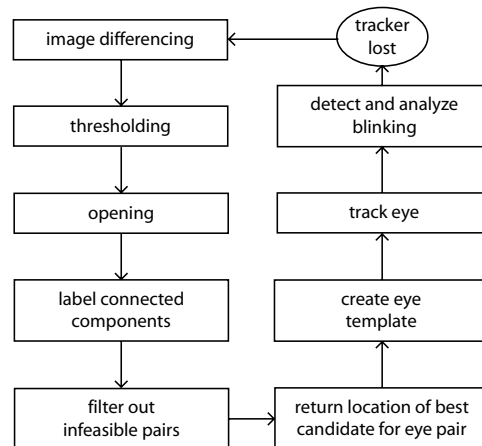 image differencing
thresholding
opening
label connected
components
filter out
infeasible pairs
return location of best
candidate for eye pair
create eye
template
track eye
detect and analyze
blinking
tracker
lost